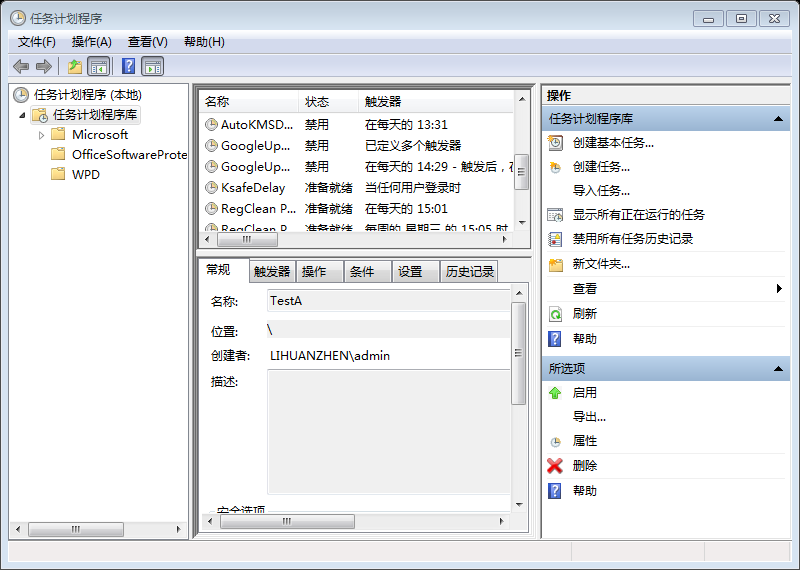 任务计划程序
文件(F) 操作(A) 查看(V) 帮助(H)
任务计划程序 (本地)
任务计划程序库
Microsoft
OfficeSoftwareProte
WPD
名称 状态 触发器
AutoKMSD... 禁用 在每天的 13:31
GoogleUp... 禁用 已定义多个触发器
GoogleUp... 禁用 在每天的 14:29 - 触发后，在
KsafeDelay 准备就绪 当任何用户登录时
RegClean P... 准备就绪 在每天的 15:01
RegClean P... 准备就绪 每周的 星期三 的 15:05 时
常规 触发器 操作 条件 设置 历史记录
名称: TestA
位置: \
创建者: LIHUANZHEN\admin
描述:
安全选项
操作
任务计划程序库
创建基本任务...
创建任务...
导入任务...
显示所有正在运行的任务
禁用所有任务历史记录
新文件夹...
查看
刷新
帮助
所选项
启用
导出...
属性
删除
帮助